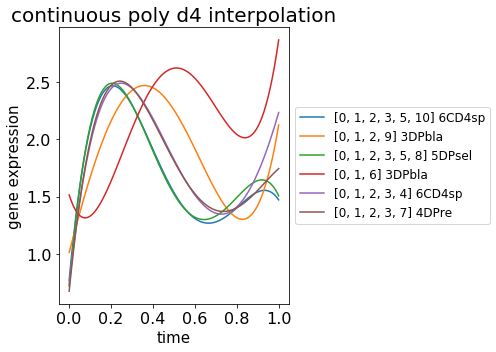 continuous poly d4 interpolation
gene expression
2.5
2.0
1.5
1.0
0.0 0.2 0.4 0.6 0.8 1.0
time
[0, 1, 2, 3, 5, 10] 6CD4sp
[0, 1, 2, 9] 3DPbla
[0, 1, 2, 3, 5, 8] 5DPsel
[0, 1, 6] 3DPbla
[0, 1, 2, 3, 4] 6CD4sp
[0, 1, 2, 3, 7] 4DPre